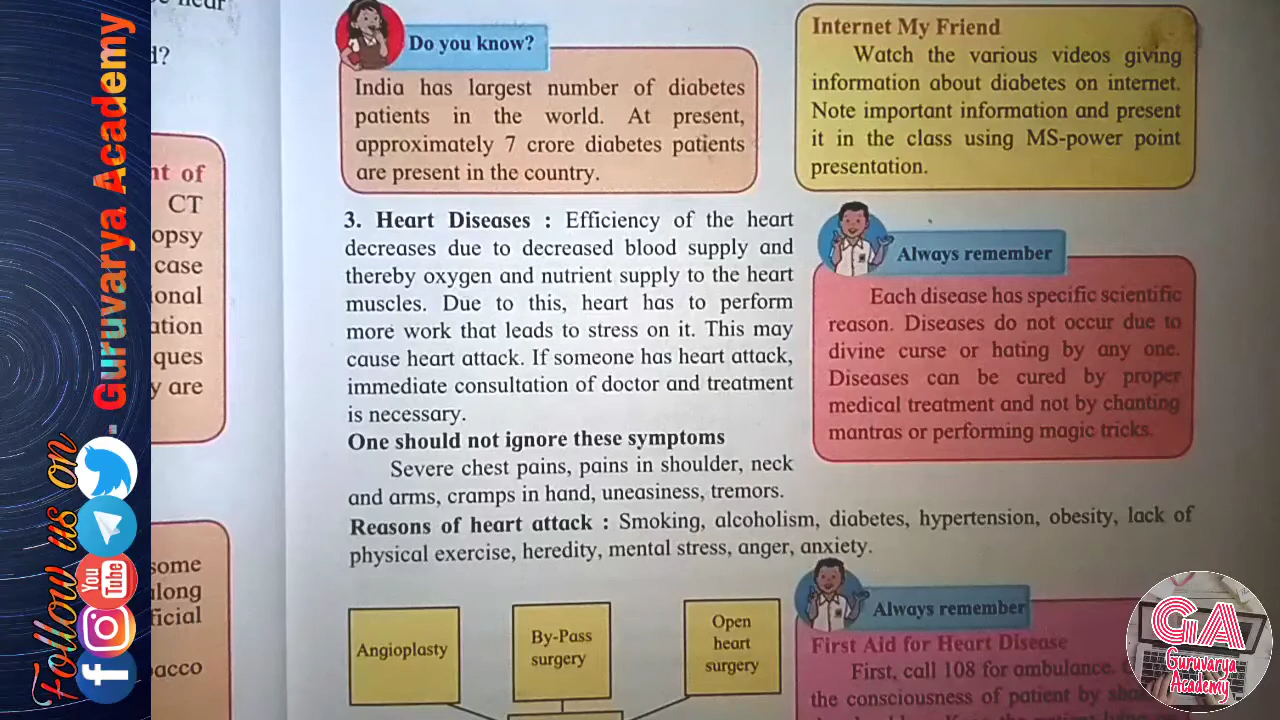 Guruvarya Academy
Follow us on
You
Tube
d?
nt of
CT
opsy
case
ional
ation
ques
y are
some
along
ficial
pacco
Do you know?
India has largest number of diabetes
patients in the world. At present,
approximately 7 crore diabetes patients
are present in the country.
Internet My Friend
Watch the various videos giving
information about diabetes on internet.
Note important information and present
it in the class using MS-power point
presentation.
3. Heart Diseases : Efficiency of the heart
decreases due to decreased blood supply and
thereby oxygen and nutrient supply to the heart
muscles. Due to this, heart has to perform
more work that leads to stress on it. This may
cause heart attack. If someone has heart attack,
immediate consultation of doctor and treatment
is necessary.
One should not ignore these symptoms
Severe chest pains, pains in shoulder, neck
and arms, cramps in hand, uneasiness, tremors.
Always remember
Each disease has specific scientific
reason. Diseases do not occur due to
divine curse or hating by any one.
Diseases can be cured by proper
medical treatment and not by chanting
mantras or performing magic tricks.
Reasons of heart attack : Smoking, alcoholism, diabetes, hypertension, obesity, lack of
physical exercise, heredity, mental stress, anger, anxiety.
Angioplasty
By-Pass
surgery
Open
heart
surgery
Always remember
First Aid for Heart Disease
First, call 108 for ambulance.
the consciousness of patient by
GA
Guruvarya
Academy